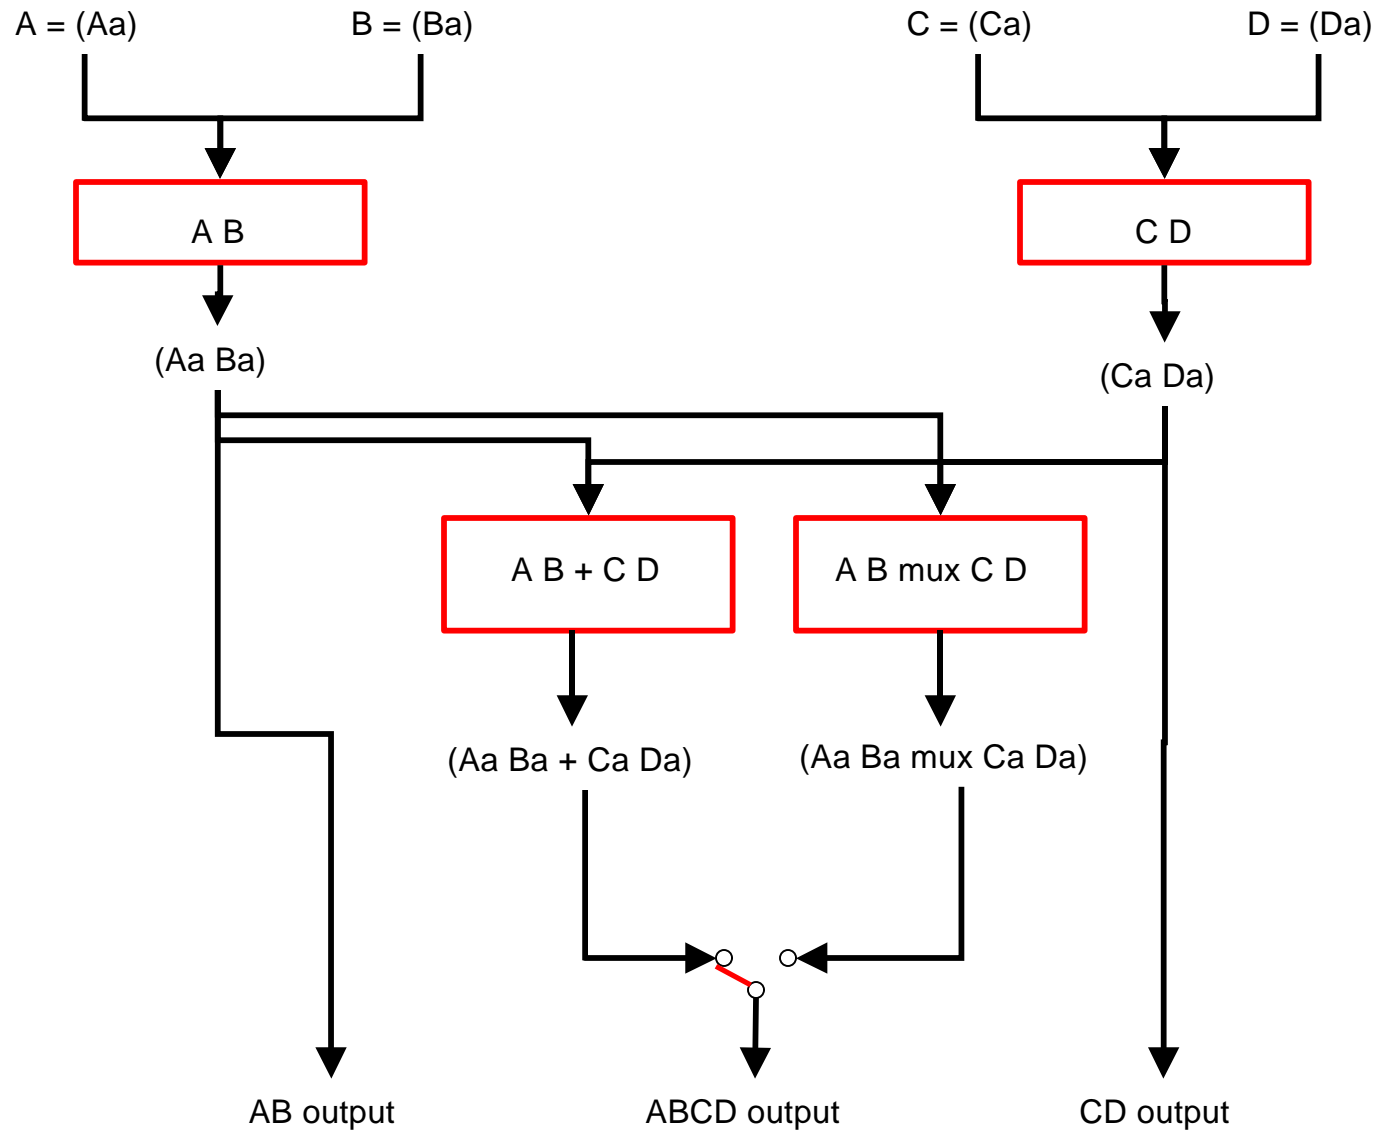 A = (Aa)
B = (Ba)
C = (Ca)
D = (Da)
A B
C D
(Aa Ba)
(Ca Da)
A B + C D
A B mux C D
(Aa Ba + Ca Da)
(Aa Ba mux Ca Da)
AB output
ABCD output
CD output